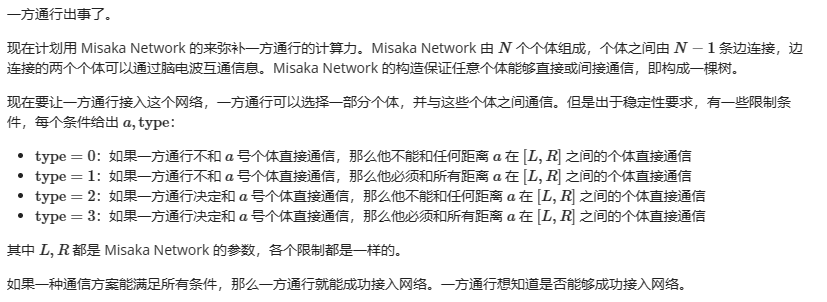 一方通行出事了。
现在计划用 Misaka Network 的来弥补一方通行的计算力。Misaka Network 由 N 个个体组成，个体之间由 N − 1 条边连接，边
连接的两个个体可以通过脑电波互通信息。Misaka Network 的构造保证任意个体能够直接或间接通信，即构成一棵树。
现在要让一方通行接入这个网络，一方通行可以选择一部分个体，并与这些个体之间通信。但是出于稳定性要求，有一些限制条
件，每个条件给出 a, type：
• type = 0：如果一方通行不和 a 号个体直接通信，那么他不能和任何距离 a 在 [L, R] 之间的个体直接通信
• type = 1：如果一方通行不和 a 号个体直接通信，那么他必须和所有距离 a 在 [L, R] 之间的个体直接通信
• type = 2：如果一方通行决定和 a 号个体直接通信，那么他不能和任何距离 a 在 [L, R] 之间的个体直接通信
• type = 3：如果一方通行决定和 a 号个体直接通信，那么他必须和所有距离 a 在 [L, R] 之间的个体直接通信
其中 L, R 都是 Misaka Network 的参数，各个限制都是一样的。
如果一种通信方案能满足所有条件，那么一方通行就能成功接入网络。一方通行想知道是否能够成功接入网络。